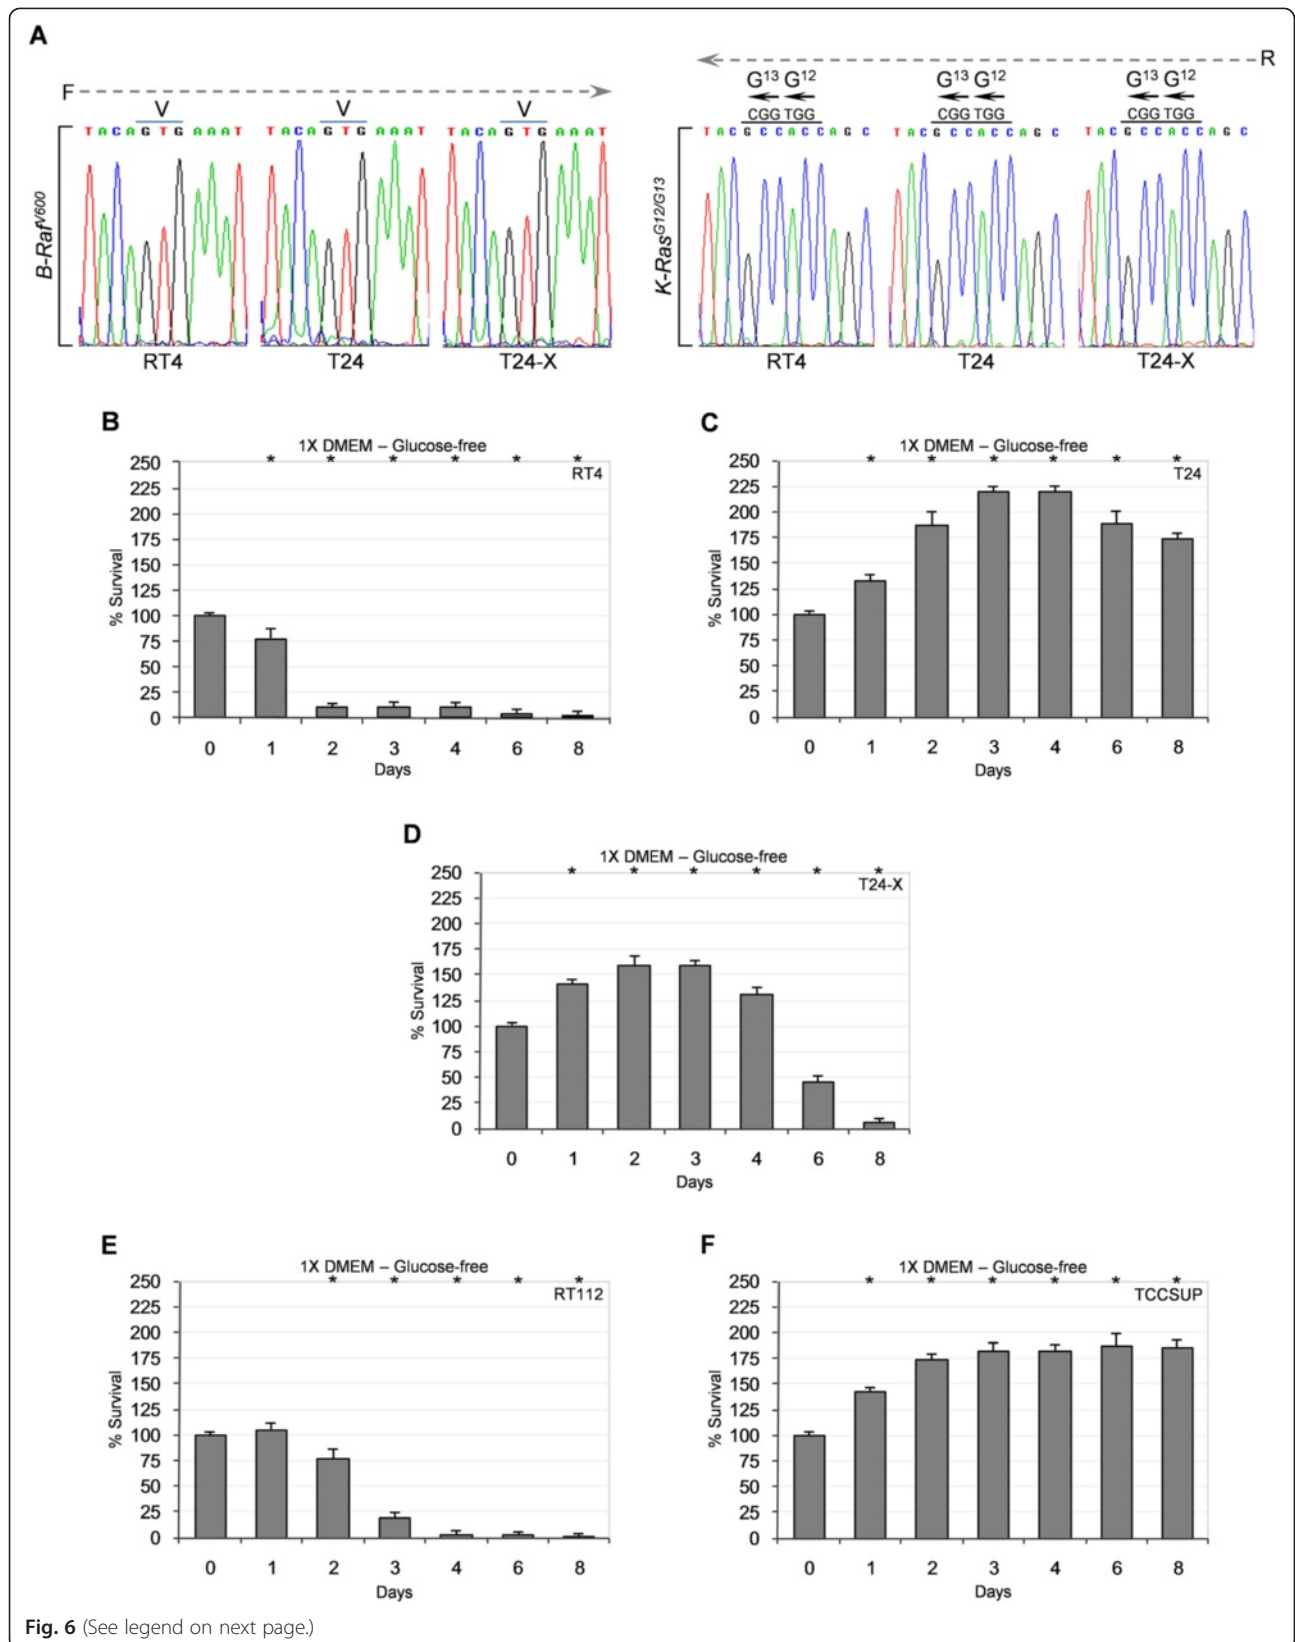 A
F
V V V
T A C A G T G A A A T T A C A G T G A A A T T A C A G T G A A A T
B-Raf^V600
RT4 T24 T24-X
R
G13 G12 G13 G12 G13 G12
CGG TGG CGG TGG CGG TGG
T A C G C C A C C A G C T A C G C C A C C A G C T A C G C C A C C A G C
K-Ras^G12/G13
RT4 T24 T24-X
B
1X DMEM – Glucose-free
* * * * * *
RT4
% Survival
250
225
200
175
150
125
100
75
50
25
0
0 1 2 3 4 6 8
Days
C
1X DMEM – Glucose-free
* * * * * *
T24
% Survival
250
225
200
175
150
125
100
75
50
25
0
0 1 2 3 4 6 8
Days
D
1X DMEM – Glucose-free
* * * * * *
T24-X
% Survival
250
225
200
175
150
125
100
75
50
25
0
0 1 2 3 4 6 8
Days
E
1X DMEM – Glucose-free
* * * * *
RT112
% Survival
250
225
200
175
150
125
100
75
50
25
0
0 1 2 3 4 6 8
Days
F
1X DMEM – Glucose-free
* * * * * *
TCCSUP
% Survival
250
225
200
175
150
125
100
75
50
25
0
0 1 2 3 4 6 8
Days
Fig. 6 (See legend on next page.)